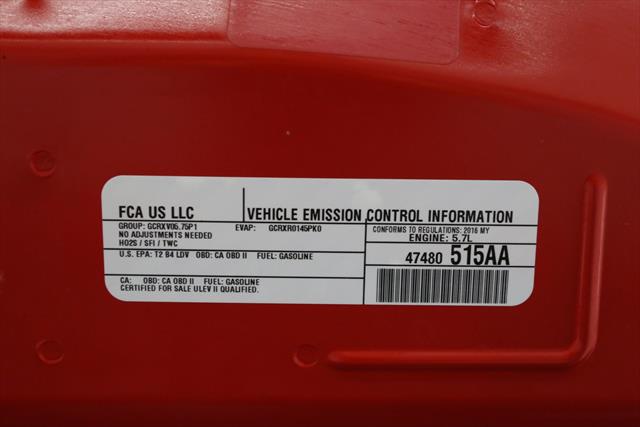 FCA US LLC
VEHICLE EMISSION CONTROL INFORMATION
GROUP: GCRXV05.75P1 EVAP: GCRXR0145PK0
NO ADJUSTMENTS NEEDED
HO2S / SFI / TWC
CONFORMS TO REGULATIONS: 2016 MY
ENGINE: 5.7L
U.S. EPA: T2 B4 LDV OBD: CA OBD II FUEL: GASOLINE
47480 515AA
CA: OBD: CA OBD II FUEL: GASOLINE
CERTIFIED FOR SALE ULEV II QUALIFIED.